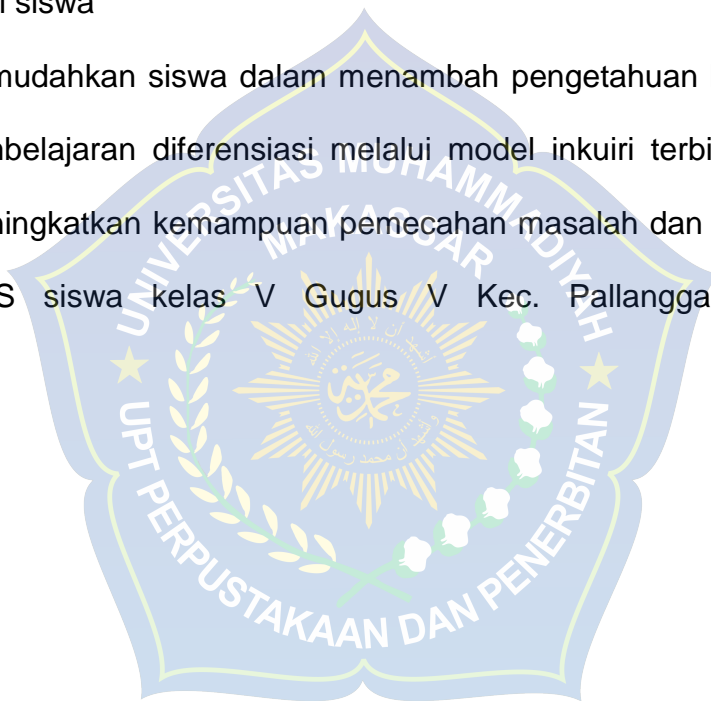 i siswa
mudahkan siswa dalam menambah pengetahuan
nbelajaran diferensiasi melalui model inkuiri terbi
ningkatkan kemampuan pemecahan masalah dan
S siswa kelas V Gugus V Kec. Pallangga
UNIVERSITAS MUHAMMADIYAH
MAKASSAR
UPT PERPUSTAKAAN DAN PENERBITAN